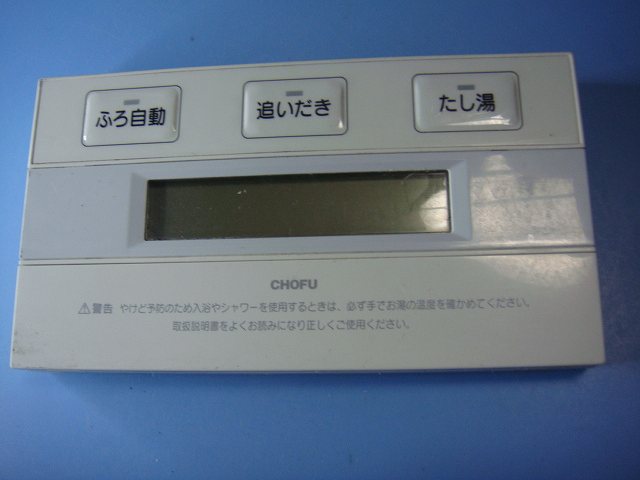 ふろ自動
追いだき
たし湯
CHOFU
⚠警告 やけど予防のため入浴やシャワーを使用するときは、必ず手でお湯の温度を確かめてください。
取扱説明書をよくお読みになり正しくご使用ください。